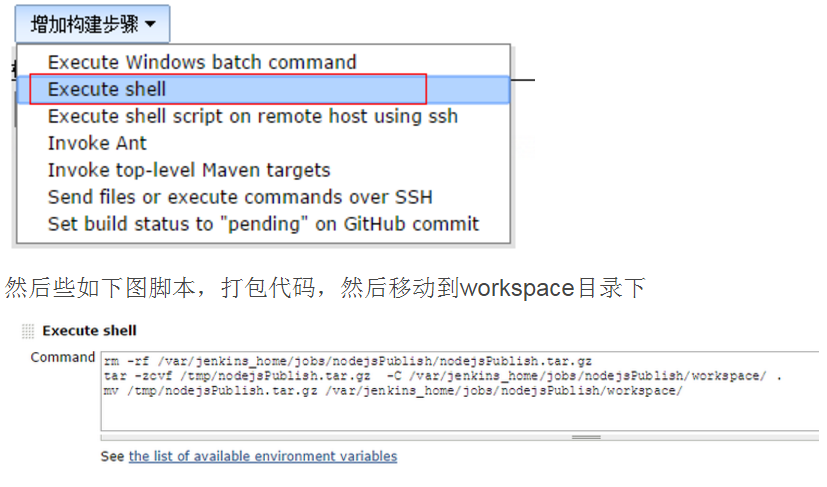 增加构建步骤
Execute Windows batch command
Execute shell
Execute shell script on remote host using ssh
Invoke Ant
Invoke top-level Maven targets
Send files or execute commands over SSH
Set build status to "pending" on GitHub commit
然后些如下图脚本，打包代码，然后移动到workspace目录下
Execute shell
Command
rm -rf /var/jenkins_home/jobs/nodejsPublish/nodejsPublish.tar.gz
tar -zcvf /tmp/nodejsPublish.tar.gz  -C /var/jenkins_home/jobs/nodejsPublish/workspace/ .
mv /tmp/nodejsPublish.tar.gz /var/jenkins_home/jobs/nodejsPublish/workspace/
See the list of available environment variables